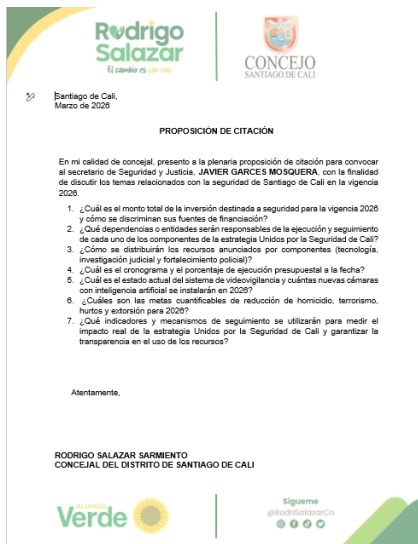 Rodrigo
Salazar
El cambio es con vos
CONCEJO
SANTIAGO DE CALI
Santiago de Cali,
Marzo de 2026
PROPOSICIÓN DE CITACIÓN
En mi calidad de concejal, presento a la plenaria proposición de citación para convocar
al secretario de Seguridad y Justicia, JAVIER GARCES MOSQUERA, con la finalidad
de discutir los temas relacionados con la seguridad de Santiago de Cali en la vigencia
2026.
1. ¿Cuál es el monto total de la inversión destinada a seguridad para la vigencia 2026
y cómo se discriminan sus fuentes de financiación?
2. ¿Qué dependencias o entidades serán responsables de la ejecución y seguimiento
de cada uno de los componentes de la estrategia Unidos por la Seguridad de Cali?
3. ¿Cómo se distribuirán los recursos anunciados por componentes (tecnología,
investigación judicial y fortalecimiento policial)?
4. ¿Cuál es el cronograma y el porcentaje de ejecución presupuestal a la fecha?
5. ¿Cuál es el estado actual del sistema de videovigilancia y cuántas nuevas cámaras
con inteligencia artificial se instalarán en 2026?
6. ¿Cuáles son las metas cuantificables de reducción de homicidio, terrorismo,
hurtos y extorsión para 2026?
7. ¿Qué indicadores y mecanismos de seguimiento se utilizarán para medir el
impacto real de la estrategia Unidos por la Seguridad de Cali y garantizar la
transparencia en el uso de los recursos?
Atentamente,
RODRIGO SALAZAR SARMIENTO
CONCEJAL DEL DISTRITO DE SANTIAGO DE CALI
ALIANZA
Verde
Sígueme
@RodriSalazarCo